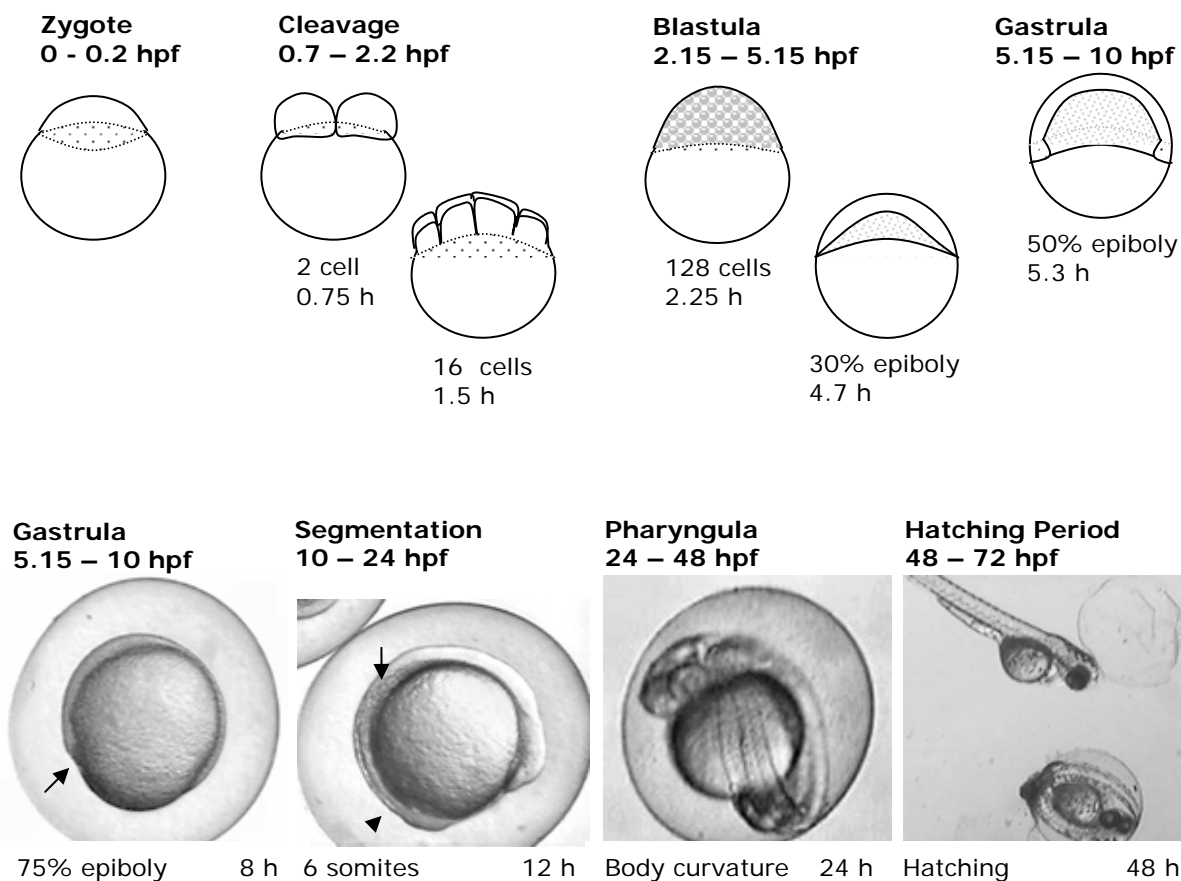 Zygote
0 - 0.2 hpf
Cleavage
0.7 – 2.2 hpf
Blastula
2.15 – 5.15 hpf
Gastrula
5.15 – 10 hpf
2 cell
0.75 h
16 cells
1.5 h
128 cells
2.25 h
30% epiboly
4.7 h
50% epiboly
5.3 h
Gastrula
5.15 – 10 hpf
Segmentation
10 – 24 hpf
Pharyngula
24 – 48 hpf
Hatching Period
48 – 72 hpf
75% epiboly 8 h
6 somites 12 h
Body curvature 24 h
Hatching 48 h